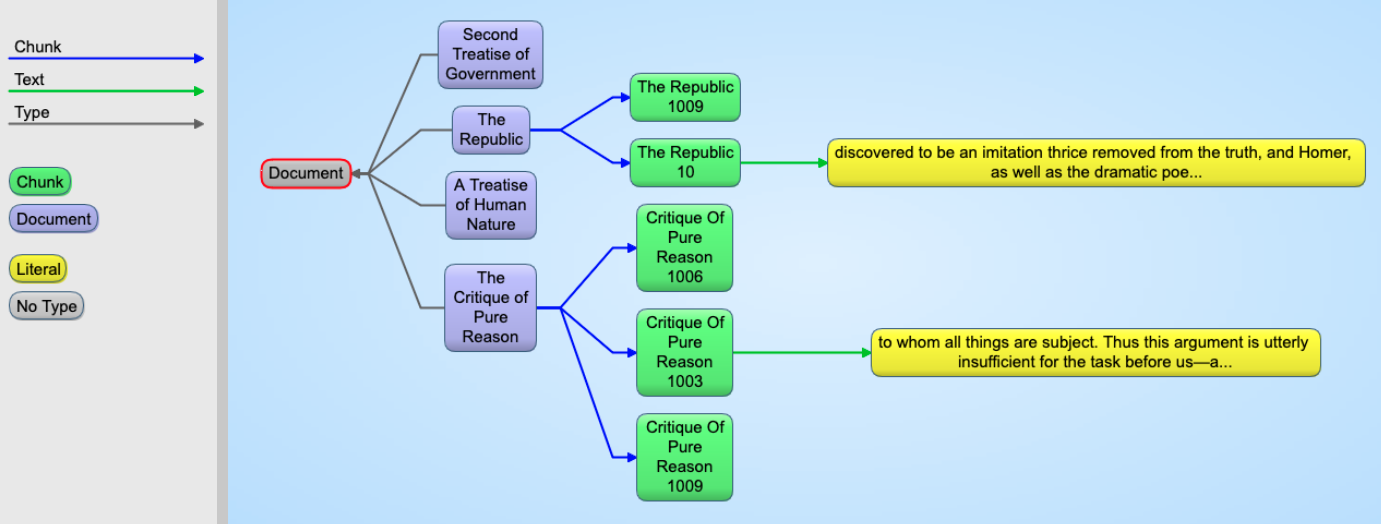 Chunk
Text
Type
Chunk
Document
Literal
No Type
Document
Second
Treatise of
Government
The
Republic
A Treatise
of Human
Nature
The
Critique of
Pure
Reason
The Republic
1009
The Republic
10
Critique Of
Pure
Reason
1006
Critique Of
Pure
Reason
1003
Critique Of
Pure
Reason
1009
discovered to be an imitation thrice removed from the truth, and Homer,
as well as the dramatic poe...
to whom all things are subject. Thus this argument is utterly
insufficient for the task before us—a...